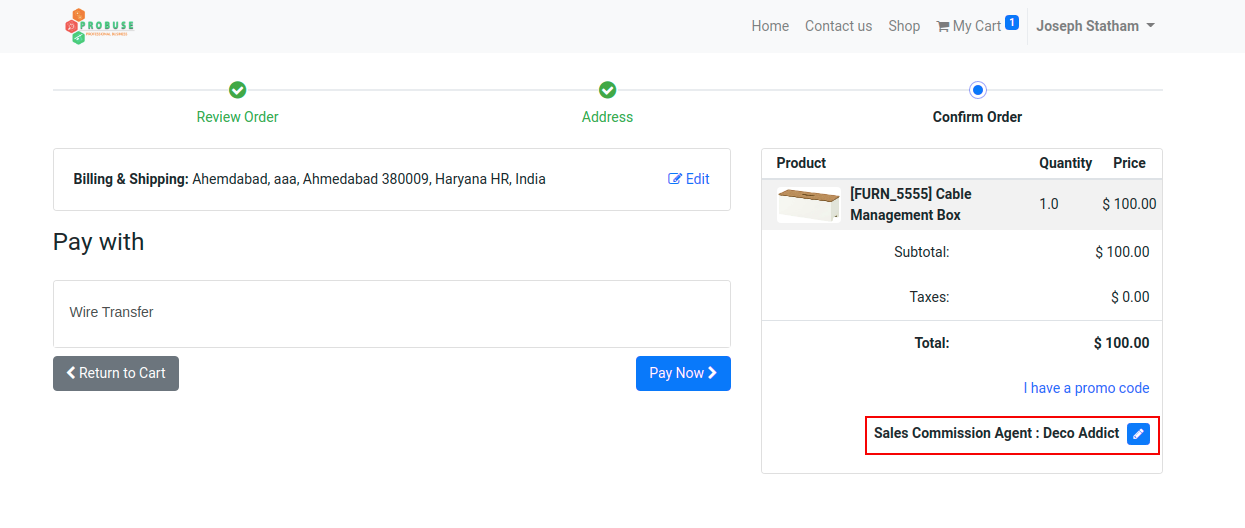 PROBUSE
PROFESSIONAL BUSINESS
Home Contact us Shop My Cart 1 Joseph Statham
Review Order Address Confirm Order
Billing & Shipping: Ahemdabad, aaa, Ahmedabad 380009, Haryana HR, India Edit
Pay with
Wire Transfer
Return to Cart Pay Now
Product Quantity Price
[FURN_5555] Cable
Management Box 1.0 $ 100.00
Subtotal: $ 100.00
Taxes: $ 0.00
Total: $ 100.00
I have a promo code
Sales Commission Agent : Deco Addict